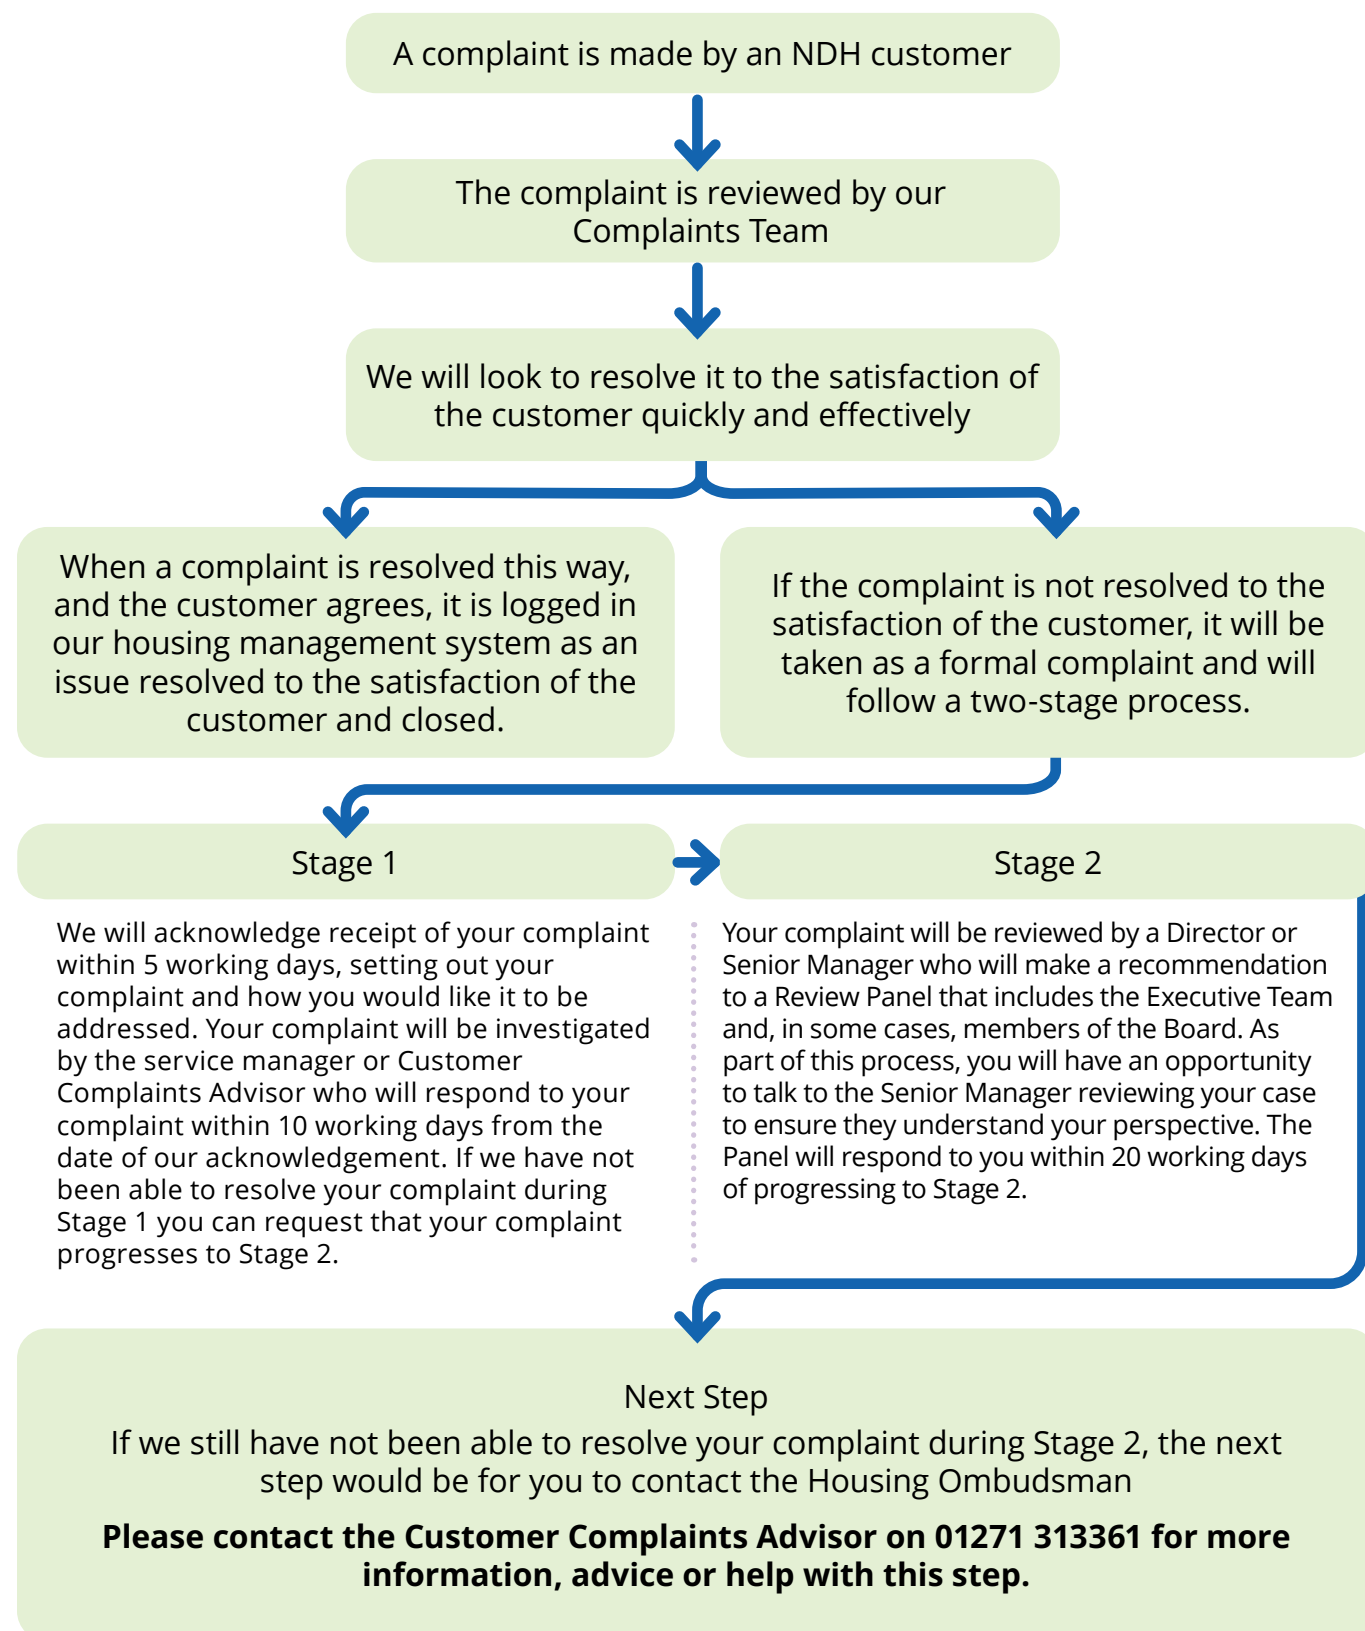 A complaint is made by an NDH customer
The complaint is reviewed by our
Complaints Team
We will look to resolve it to the satisfaction of
the customer quickly and effectively
When a complaint is resolved this way,
and the customer agrees, it is logged in
our housing management system as an
issue resolved to the satisfaction of the
customer and closed.
If the complaint is not resolved to the
satisfaction of the customer, it will be
taken as a formal complaint and will
follow a two-stage process.
Stage 1
We will acknowledge receipt of your complaint
within 5 working days, setting out your
complaint and how you would like it to be
addressed. Your complaint will be investigated
by the service manager or Customer
Complaints Advisor who will respond to your
complaint within 10 working days from the
date of our acknowledgement. If we have not
been able to resolve your complaint during
Stage 1 you can request that your complaint
progresses to Stage 2.
Stage 2
Your complaint will be reviewed by a Director or
Senior Manager who will make a recommendation
to a Review Panel that includes the Executive Team
and, in some cases, members of the Board. As
part of this process, you will have an opportunity
to talk to the Senior Manager reviewing your case
to ensure they understand your perspective. The
Panel will respond to you within 20 working days
of progressing to Stage 2.
Next Step
If we still have not been able to resolve your complaint during Stage 2, the next
step would be for you to contact the Housing Ombudsman
Please contact the Customer Complaints Advisor on 01271 313361 for more
information, advice or help with this step.